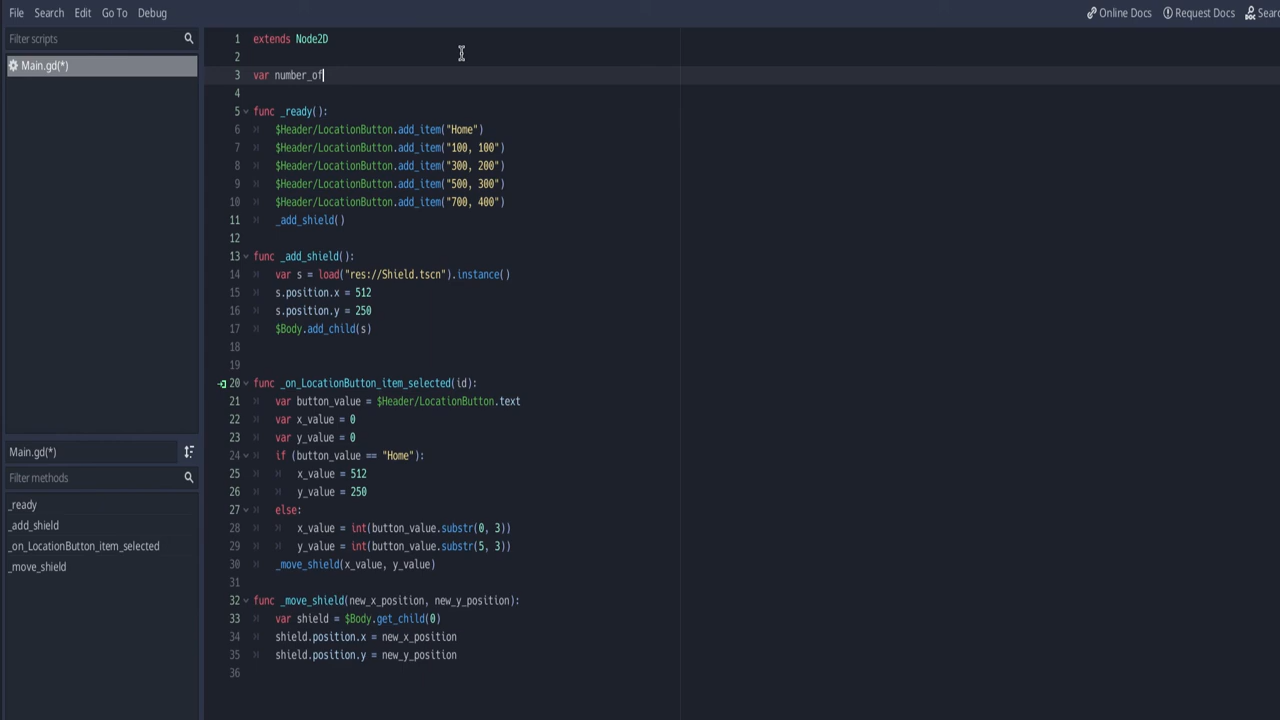 File Search Edit Go To Debug Online Docs Request Docs Sear
Filter scripts
Main.gd(*)
1 extends Node2D
2
3 var number_of
4
5 func _ready():
6 $Header/LocationButton.add_item("Home")
7 $Header/LocationButton.add_item("100, 100")
8 $Header/LocationButton.add_item("300, 200")
9 $Header/LocationButton.add_item("500, 300")
10 $Header/LocationButton.add_item("700, 400")
11 _add_shield()
12
13 func _add_shield():
14 var s = load("res://Shield.tscn").instance()
15 s.position.x = 512
16 s.position.y = 250
17 $Body.add_child(s)
18
19
20 func _on_LocationButton_item_selected(id):
21 var button_value = $Header/LocationButton.text
22 var x_value = 0
23 var y_value = 0
24 if (button_value == "Home"):
25 x_value = 512
26 y_value = 250
27 else:
28 x_value = int(button_value.substr(0, 3))
29 y_value = int(button_value.substr(5, 3))
30 _move_shield(x_value, y_value)
31
32 func _move_shield(new_x_position, new_y_position):
33 var shield = $Body.get_child(0)
34 shield.position.x = new_x_position
35 shield.position.y = new_y_position
36
Main.gd(*)
Filter methods
_ready
_add_shield
_on_LocationButton_item_selected
_move_shield